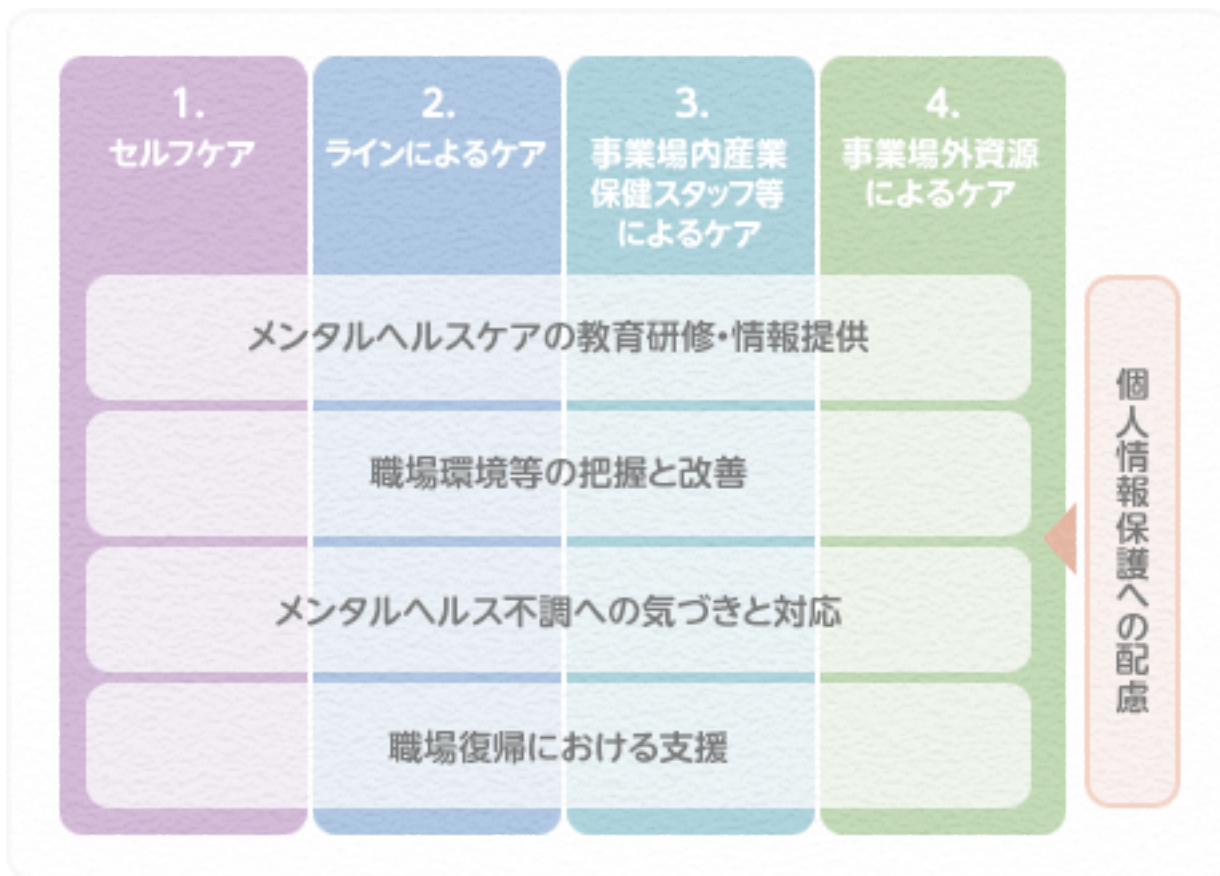 1.
セルフケア
2.
ラインによるケア
3.
事業場内産業
保健スタッフ等
によるケア
4.
事業場外資源
によるケア
メンタルヘルスケアの教育研修・情報提供
職場環境等の把握と改善
メンタルヘルス不調への気づきと対応
職場復帰における支援
個人情報保護への配慮